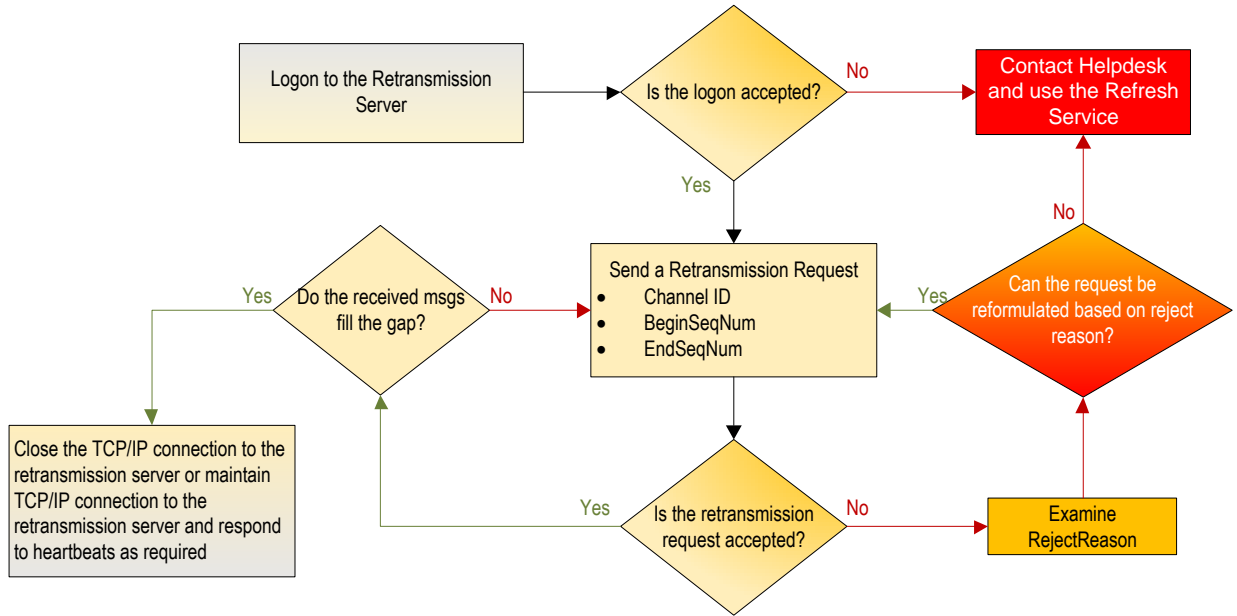 Logon to the Retransmission
Server
Is the logon accepted?
No
Contact Helpdesk
and use the Refresh
Service
Yes
No
Send a Retransmission Request
• Channel ID
• BeginSeqNum
• EndSeqNum
Yes
Do the received msgs
fill the gap?
No
Yes
Can the request be
reformulated based on reject
reason?
Close the TCP/IP connection to the
retransmission server or maintain
TCP/IP connection to the
retransmission server and respond
to heartbeats as required
Yes
Is the retransmission
request accepted?
No
Examine
RejectReason